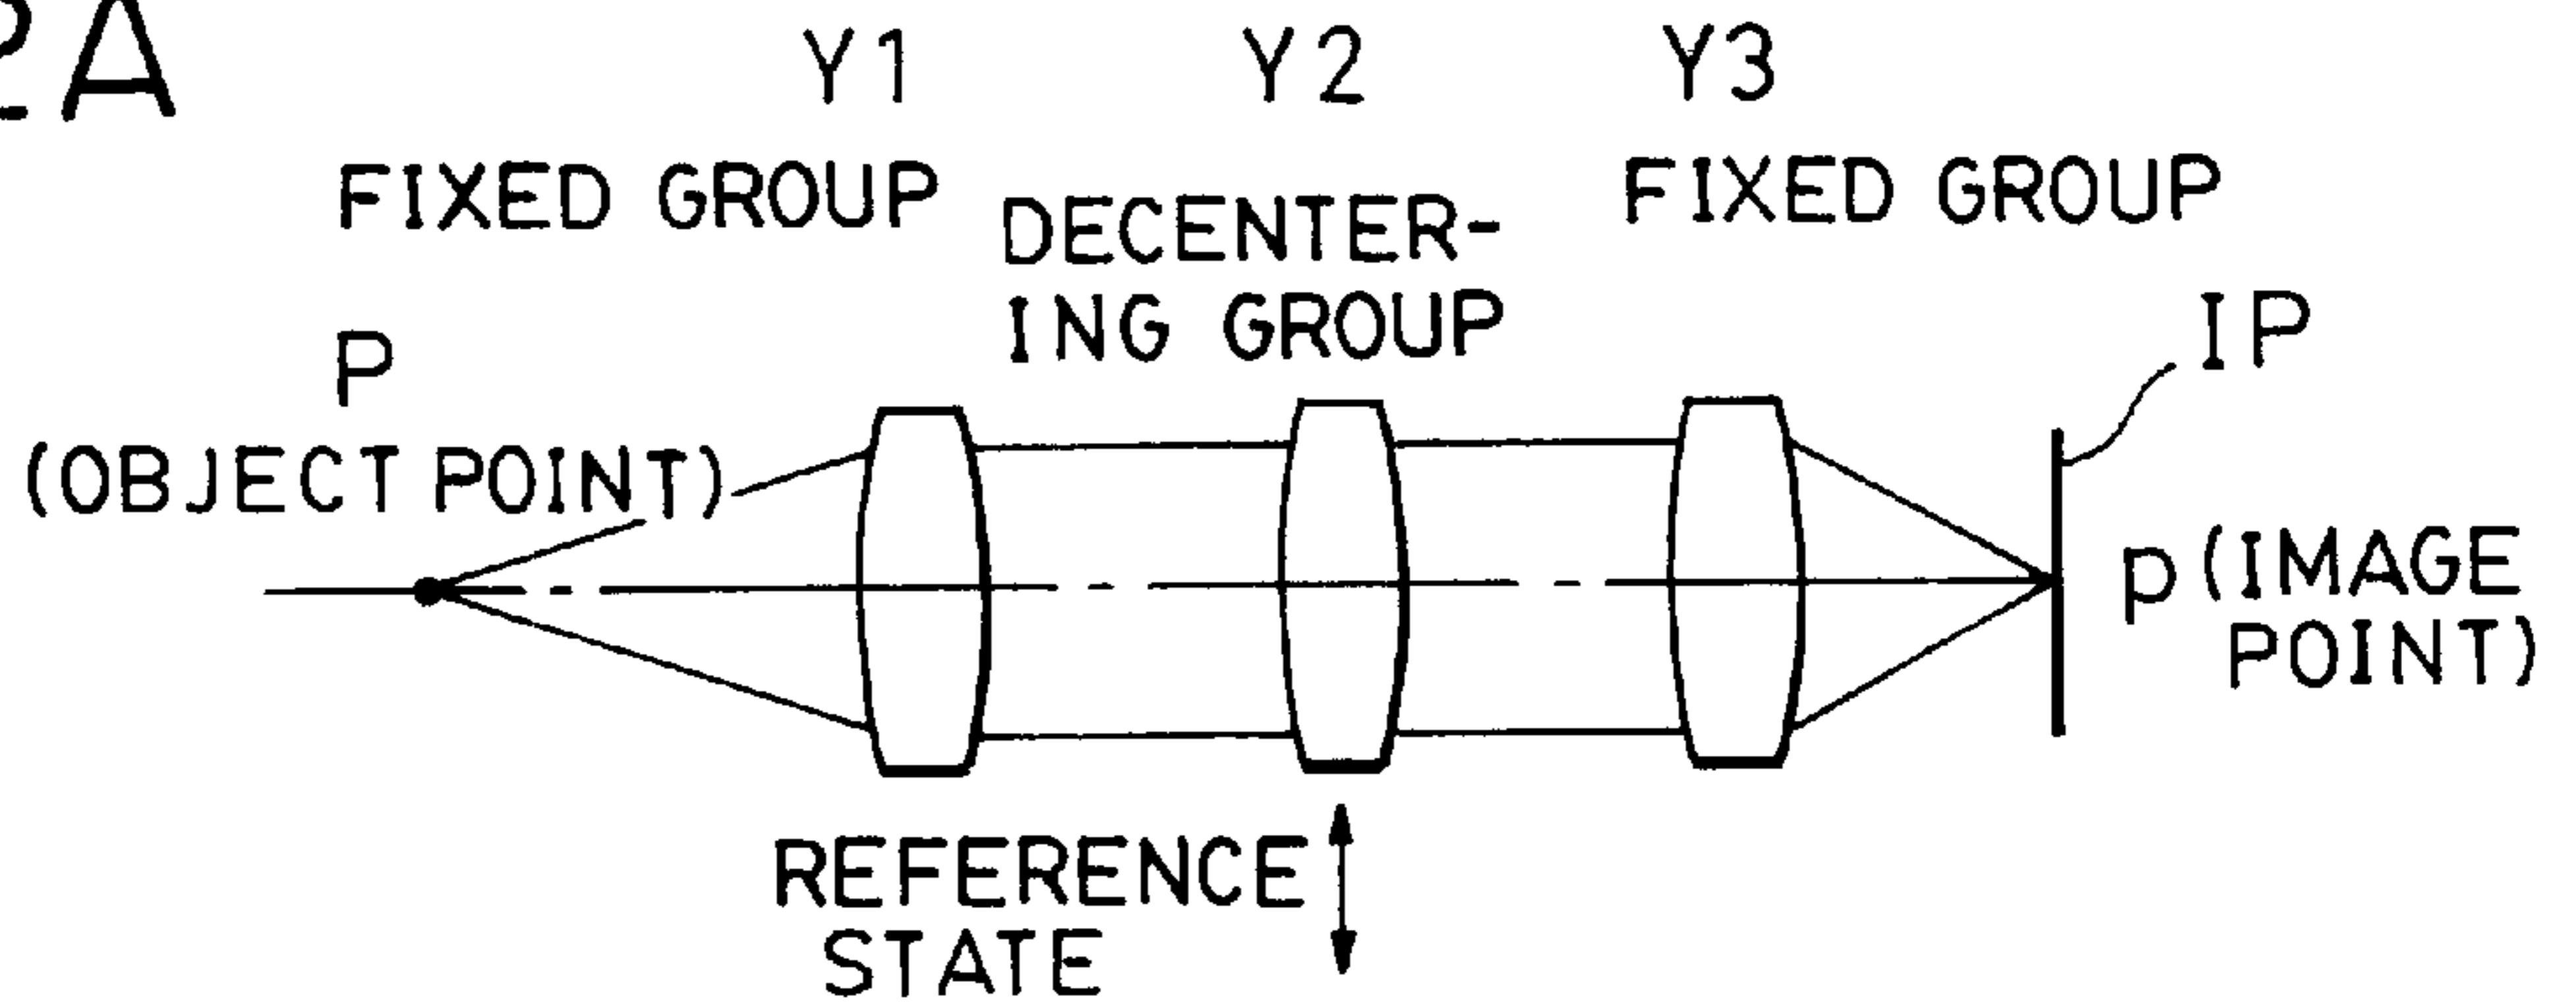 2A
Y1 Y2 Y3
FIXED GROUP
DECENTER-
ING GROUP
FIXED GROUP
P
(OBJECT POINT)
IP
p (IMAGE
POINT)
REFERENCE
STATE